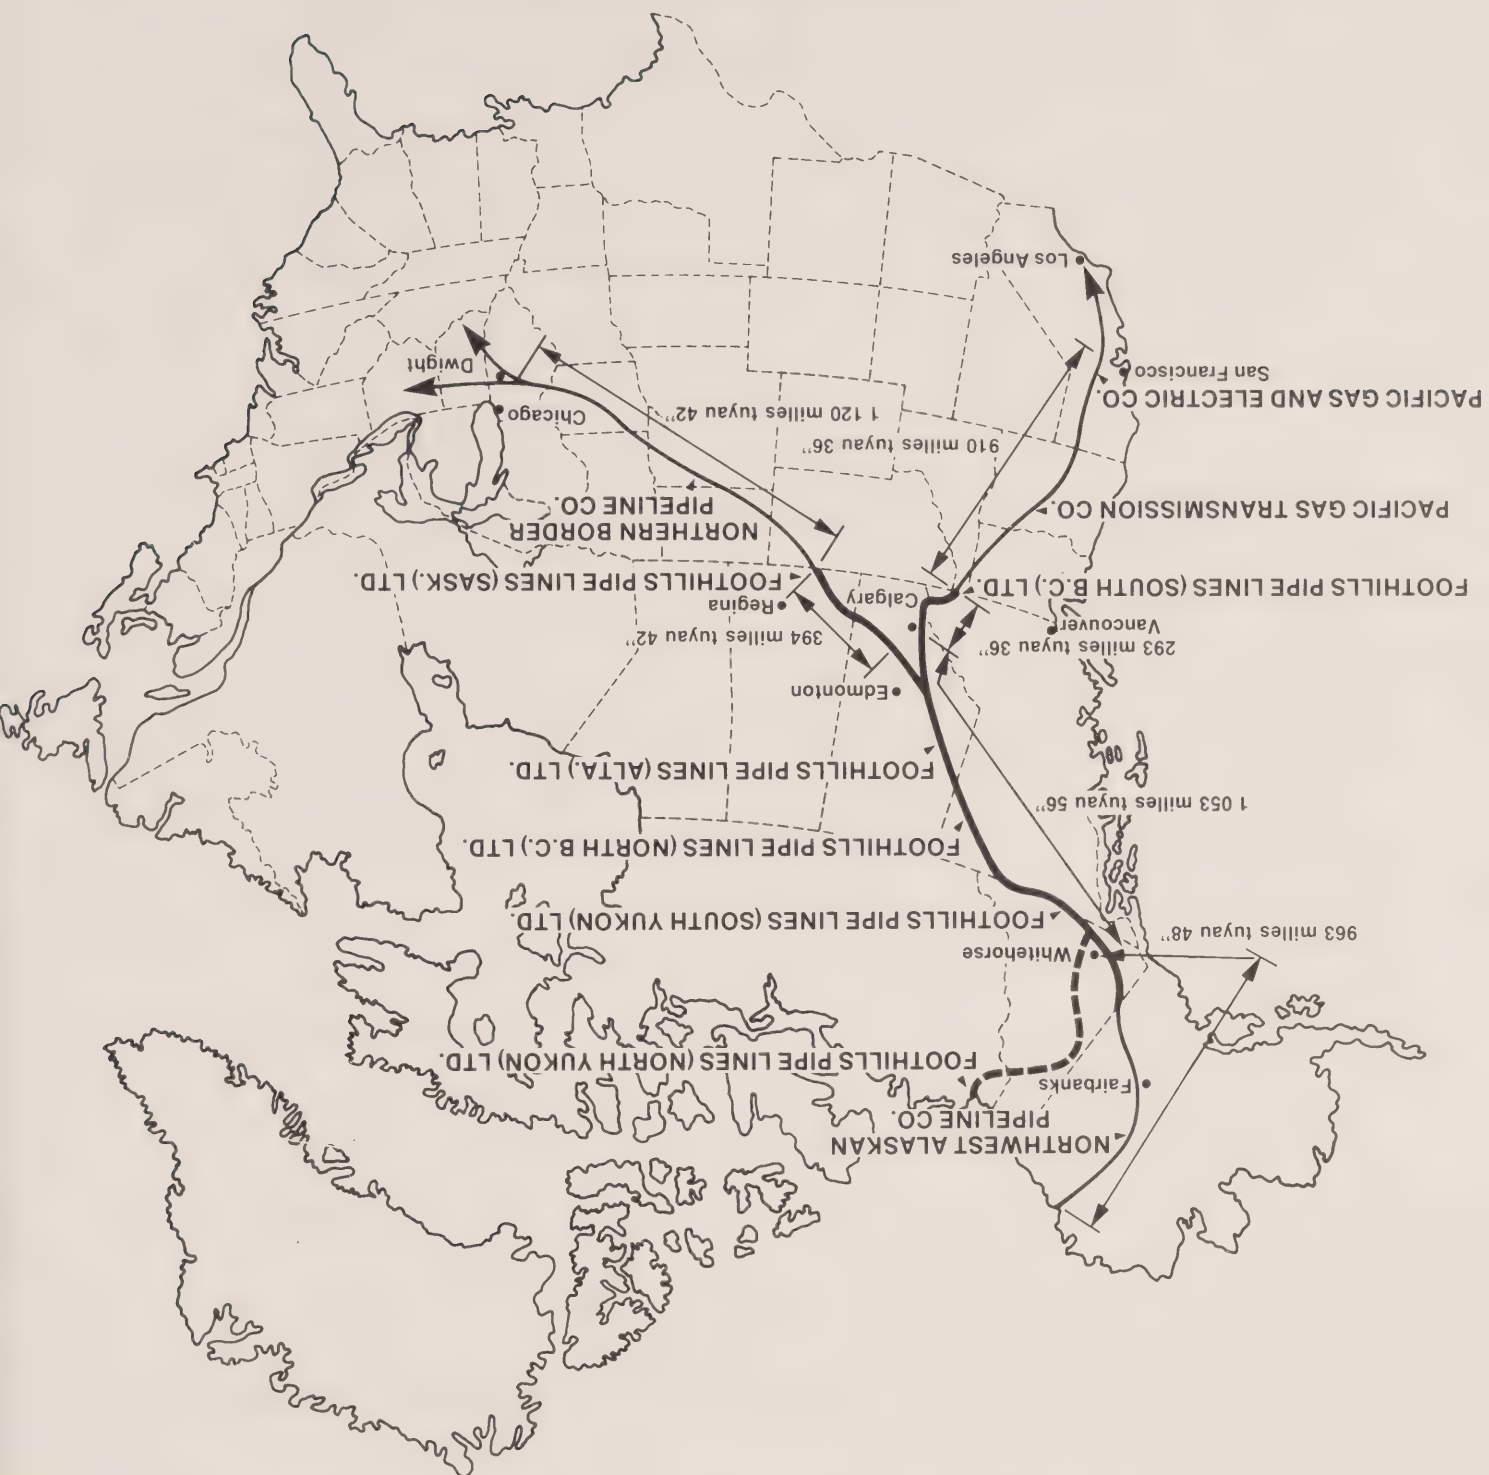 NORTHWEST ALASKAN
PIPELINE CO.
Fairbanks
FOOTHILLS PIPE LINES (NORTH YUKON) LTD.
963 milles tuyau 48"
Whitehorse
FOOTHILLS PIPE LINES (SOUTH YUKON) LTD.
FOOTHILLS PIPE LINES (NORTH B.C.) LTD.
1 053 milles tuyau 56"
FOOTHILLS PIPE LINES (ALTA.) LTD.
Edmonton
293 milles tuyau 36"
Vancouver
394 milles tuyau 42"
Calgary
Regina
FOOTHILLS PIPE LINES (SOUTH B.C.) LTD.
FOOTHILLS PIPE LINES (SASK.) LTD.
NORTHERN BORDER
PIPELINE CO.
PACIFIC GAS TRANSMISSION CO.
910 milles tuyau 36"
1 120 milles tuyau 42"
Chicago
PACIFIC GAS AND ELECTRIC CO.
San Francisco
Dwight
Los Angeles